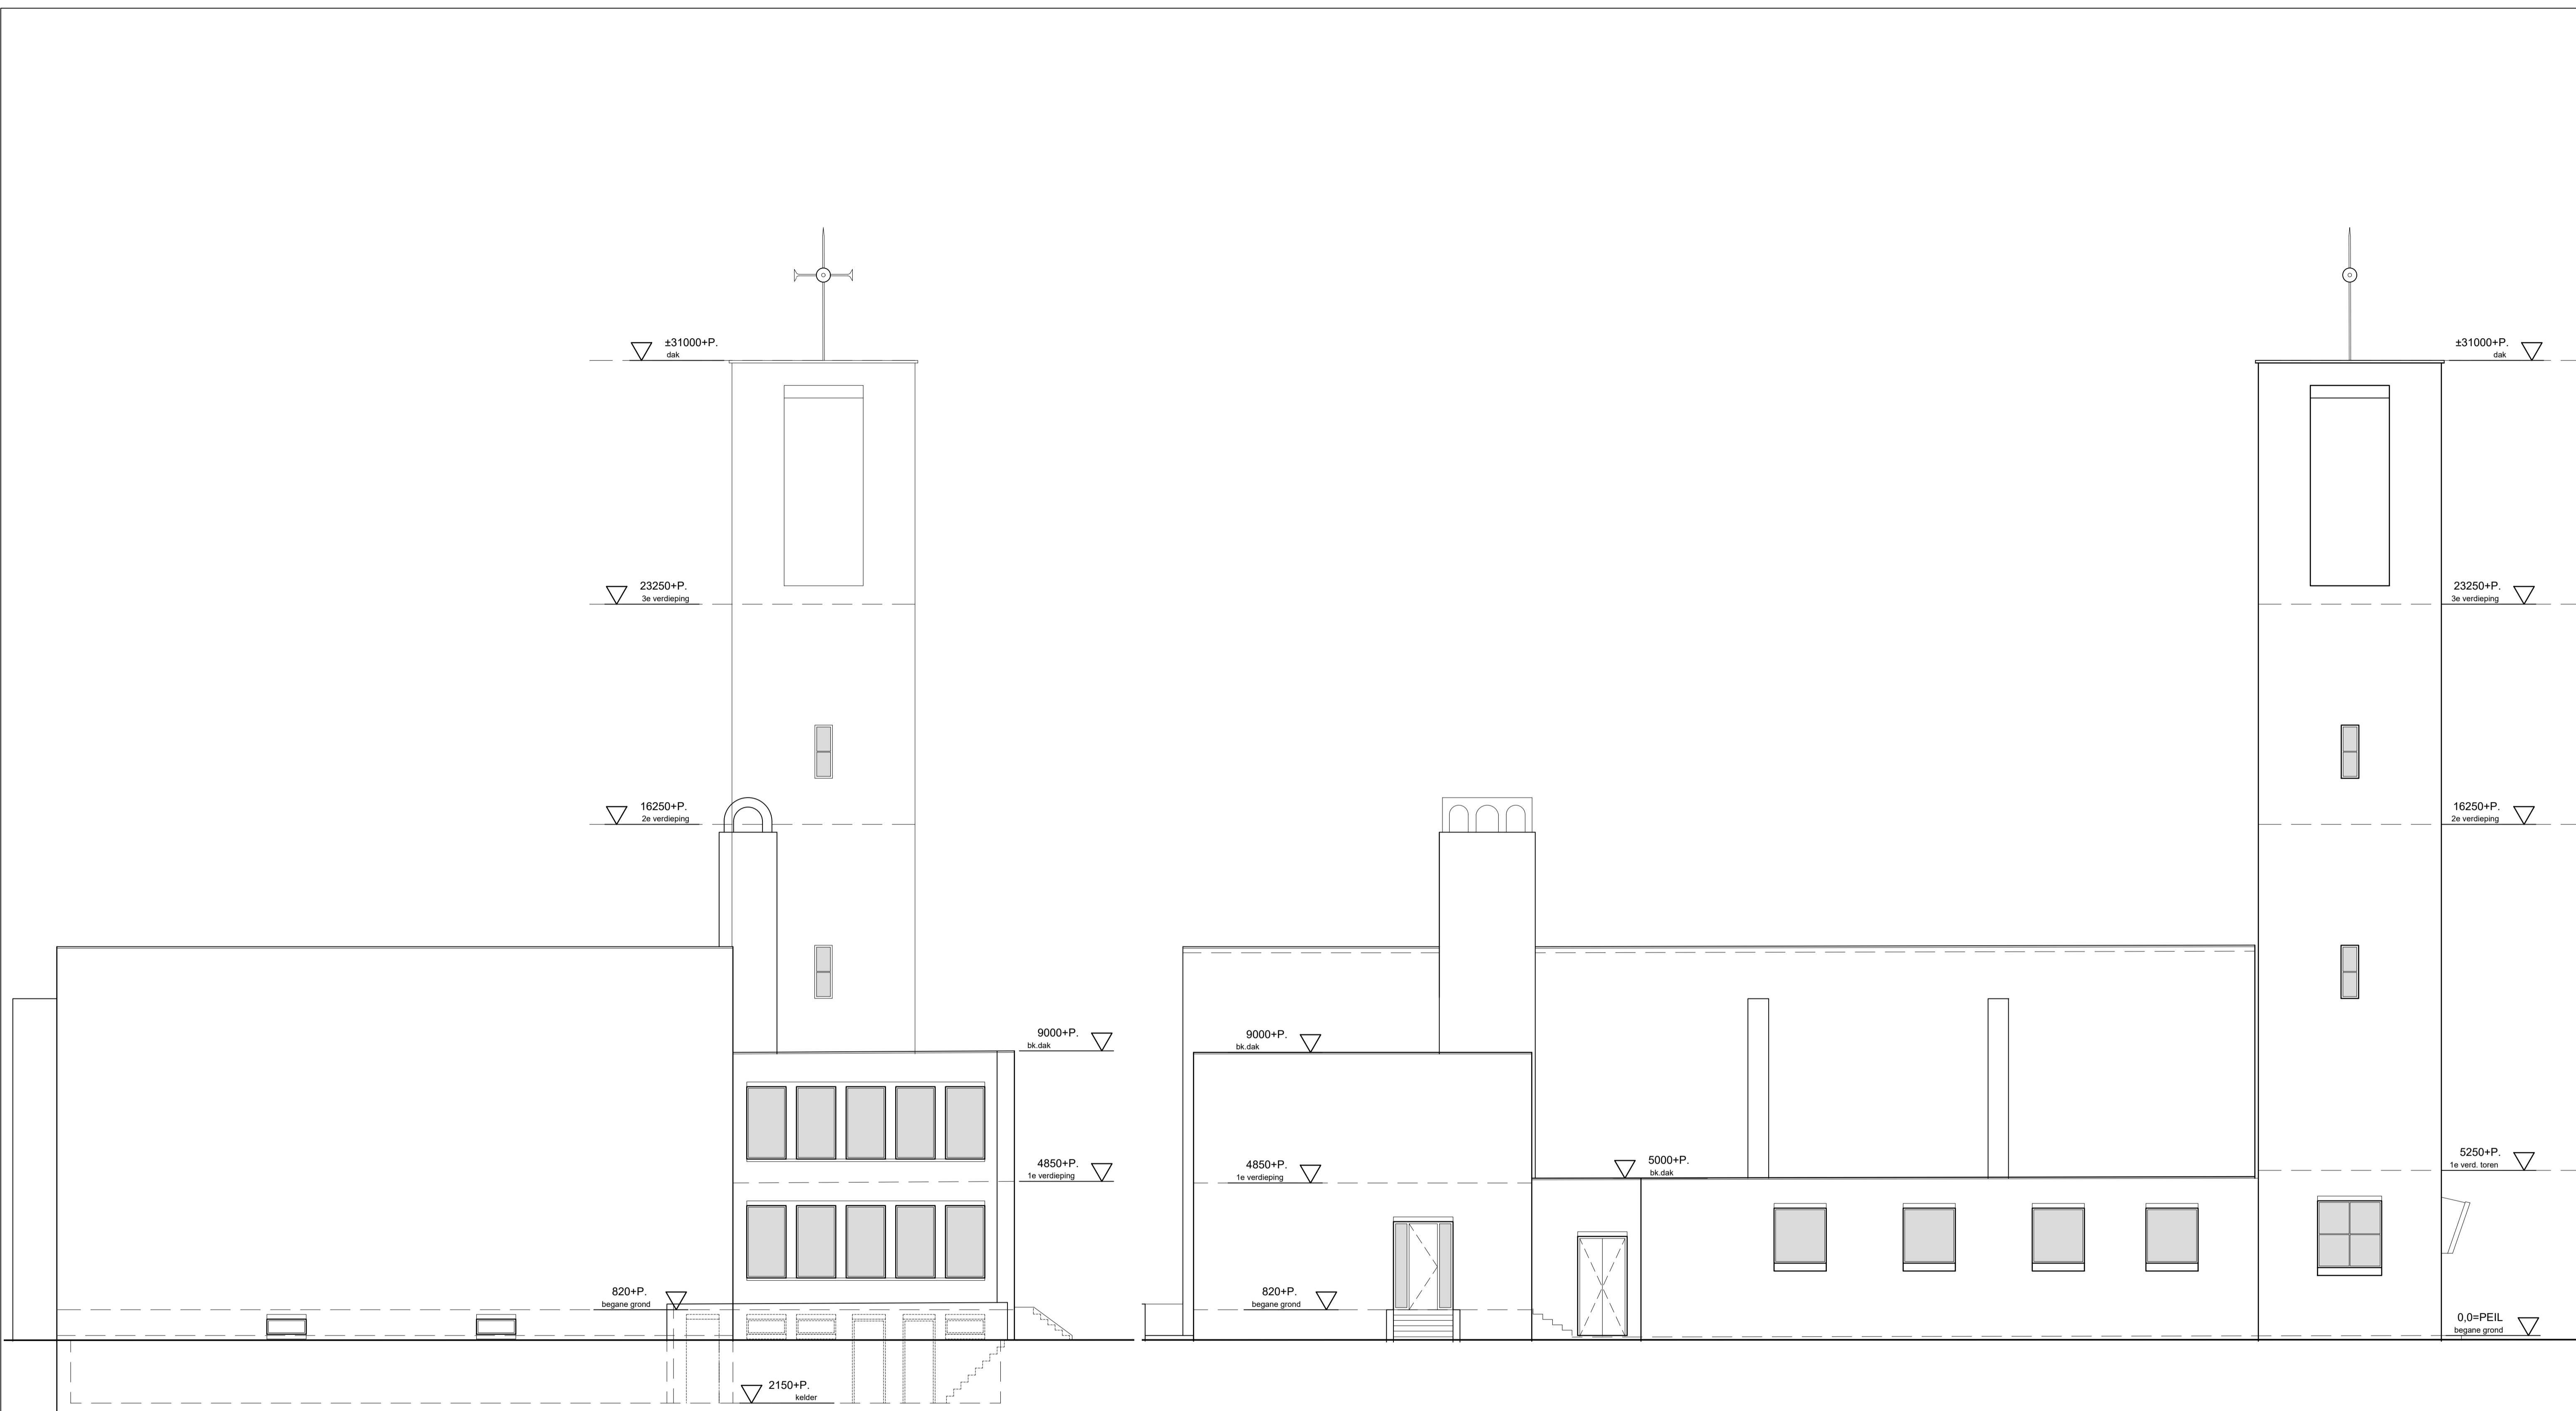 ±31000+P.
dak
23250+P.
3e verdieping
16250+P.
2e verdieping
9000+P.
bk.dak
4850+P.
1e verdieping
820+P.
begane grond
2150+P.
kelder
9000+P.
bk.dak
4850+P.
1e verdieping
820+P.
begane grond
5000+P.
bk.dak
±31000+P.
dak
23250+P.
3e verdieping
16250+P.
2e verdieping
5250+P.
1e verd. toren
0,0=PEIL
begane grond